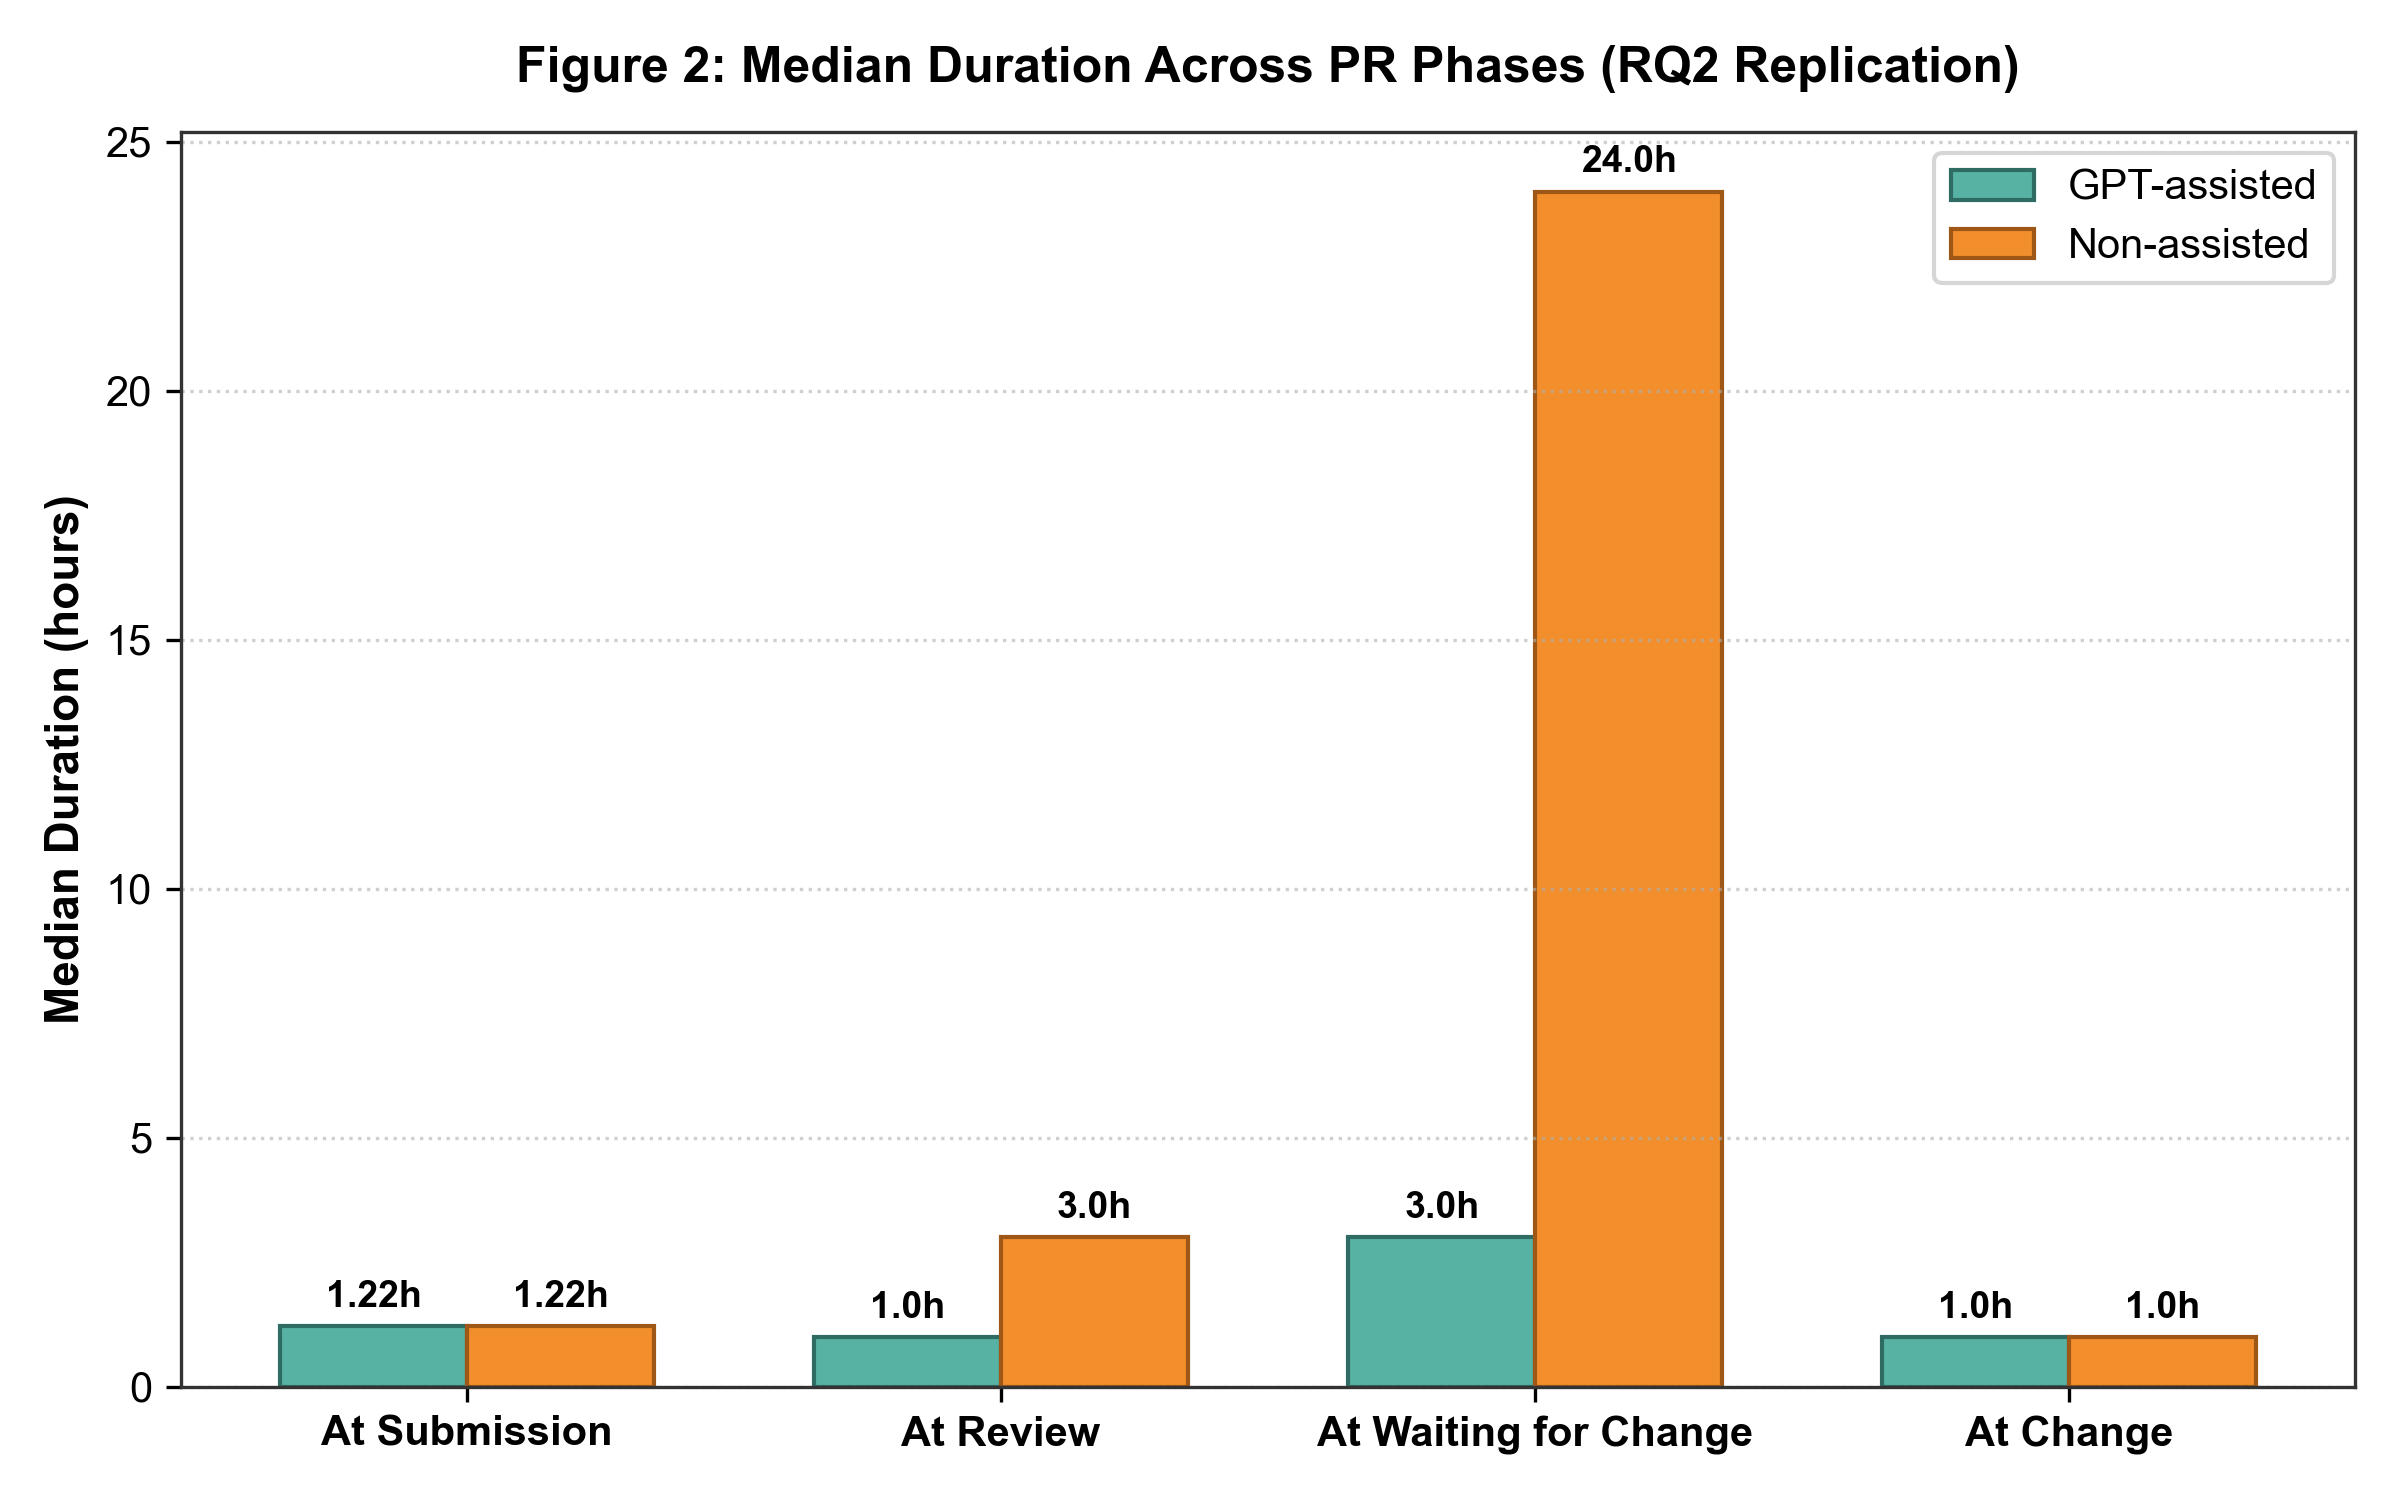 Figure 2: Median Duration Across PR Phases (RQ2 Replication)
Median Duration (hours)
25
20
15
10
5
0
GPT-assisted
Non-assisted
1.22h
1.22h
1.0h
3.0h
3.0h
24.0h
1.0h
1.0h
At Submission
At Review
At Waiting for Change
At Change